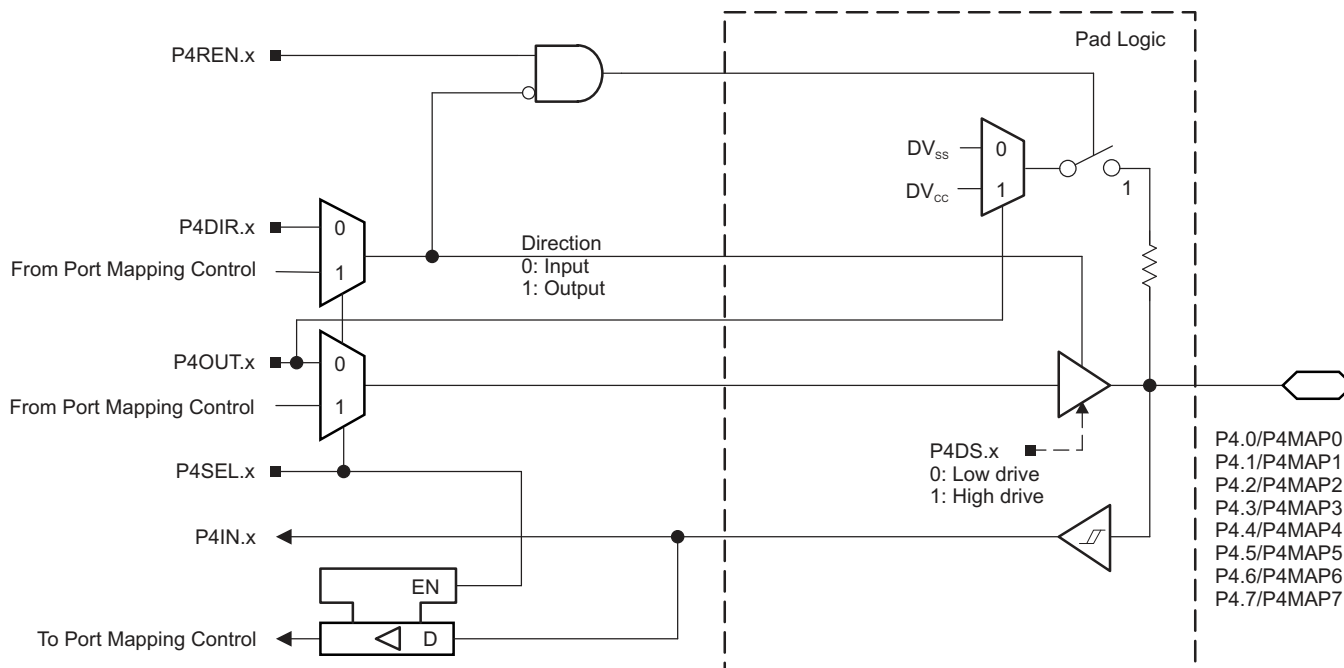 Pad Logic
P4REN.x
DVSS
0
DVCC
1
1
P4DIR.x
0
From Port Mapping Control
1
Direction
0: Input
1: Output
P4OUT.x
0
From Port Mapping Control
1
P4SEL.x
P4DS.x
0: Low drive
1: High drive
P4.0/P4MAP0
P4.1/P4MAP1
P4.2/P4MAP2
P4.3/P4MAP3
P4.4/P4MAP4
P4.5/P4MAP5
P4.6/P4MAP6
P4.7/P4MAP7
P4IN.x
EN
To Port Mapping Control
D